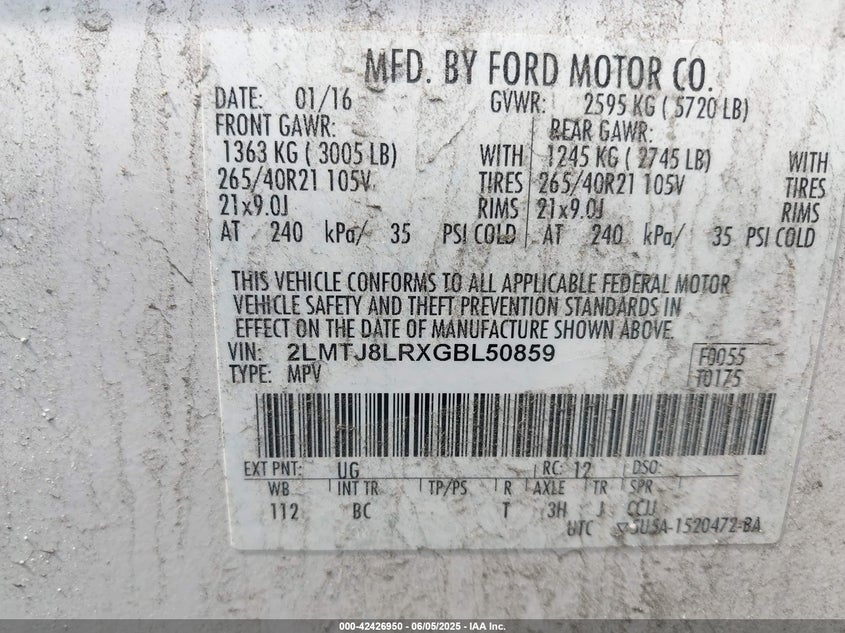 MFD. BY FORD MOTOR CO.
DATE: 01/16 GVWR: 2595 KG ( 5720 LB)
FRONT GAWR: REAR GAWR:
1363 KG ( 3005 LB) WITH 1245 KG ( 2745 LB) WITH
265/40R21 105V TIRES 265/40R21 105V TIRES
21x9.0J RIMS 21x9.0J RIMS
AT 240 kPa/ 35 PSI COLD AT 240 kPa/ 35 PSI COLD
THIS VEHICLE CONFORMS TO ALL APPLICABLE FEDERAL MOTOR
VEHICLE SAFETY AND THEFT PREVENTION STANDARDS IN
EFFECT ON THE DATE OF MANUFACTURE SHOWN ABOVE.
VIN: 2LMTJ8LRXGBL50859 F0055
TYPE: MPV T0175
EXT PNT: UG RC: 12 DSO:
WB INT TR TP/PS R AXLE TR SPR
112 BC T 3H J CCJJ
UTC 5U5A-1520472-BA
000-42426950 | 06/05/2025 | IAA Inc.